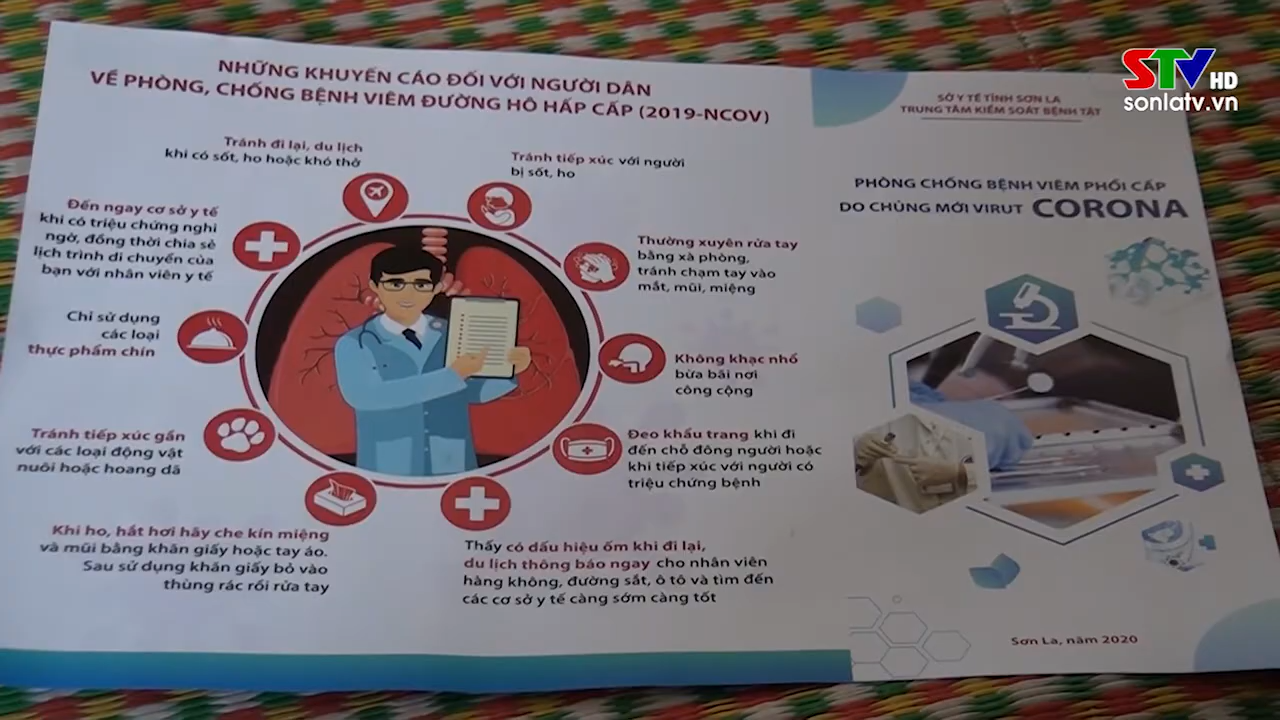 NHỮNG KHUYẾN CÁO ĐỐI VỚI NGƯỜI DÂN
VỀ PHÒNG, CHỐNG BỆNH VIÊM ĐƯỜNG HÔ HẤP CẤP (2019-NCOV)
Tránh đi lại, du lịch
khi có sốt, ho hoặc khó thở
Tránh tiếp xúc với người
bị sốt, ho
Đến ngay cơ sở y tế
khi có triệu chứng nghi
ngờ, đồng thời chia sẻ
lịch trình di chuyển của
bạn với nhân viên y tế
Thường xuyên rửa tay
bằng xà phòng,
tránh chạm tay vào
mắt, mũi, miệng
Chỉ sử dụng
các loại
thực phẩm chín
Không khạc nhổ
bừa bãi nơi
công cộng
Tránh tiếp xúc gần
với các loại động vật
nuôi hoặc hoang dã
Đeo khẩu trang khi đi
đến chỗ đông người hoặc
khi tiếp xúc với người có
triệu chứng bệnh
Khi ho, hắt hơi hãy che kín miệng
và mũi bằng khăn giấy hoặc tay áo.
Sau sử dụng khăn giấy bỏ vào
thùng rác rồi rửa tay
Thấy có dấu hiệu ốm khi đi lại,
du lịch thông báo ngay cho nhân viên
hàng không, đường sắt, ô tô và tìm đến
các cơ sở y tế càng sớm càng tốt
SỞ Y TẾ TỈNH SƠN LA
TRUNG TÂM KIỂM SOÁT BỆNH TẬT
PHÒNG CHỐNG BỆNH VIÊM PHỔI CẤP
DO CHỦNG MỚI VIRUT CORONA
Sơn La, năm 2020
STV HD
sonlatv.vn